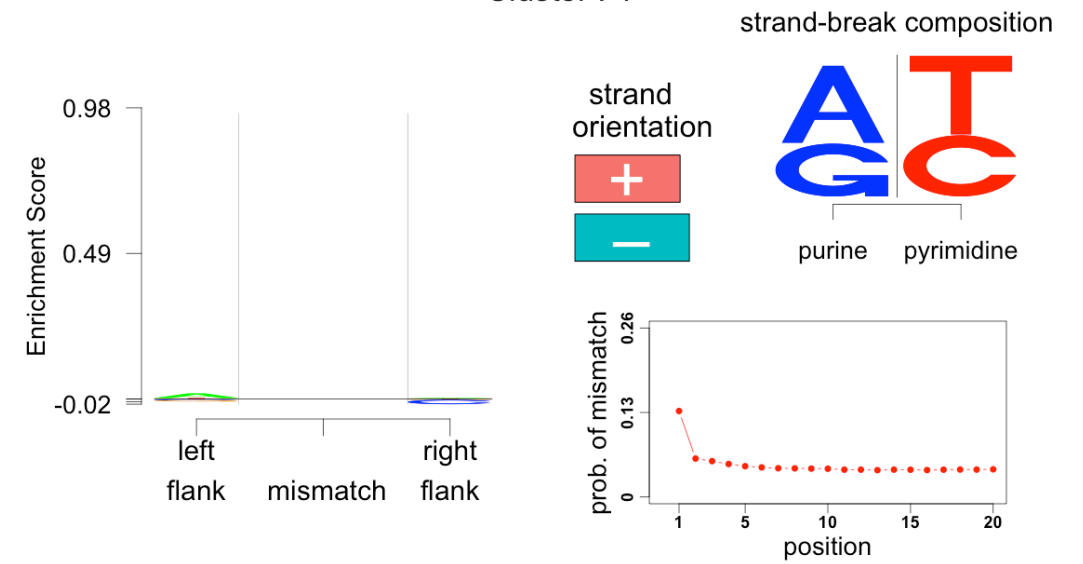 strand-break composition
A T
G C
purine pyrimidine
strand
orientation
+
−
Enrichment Score
0.98
0.49
-0.02
left
flank
mismatch
right
flank
prob. of mismatch
0.26
0.13
0
1 5 10 15 20
position